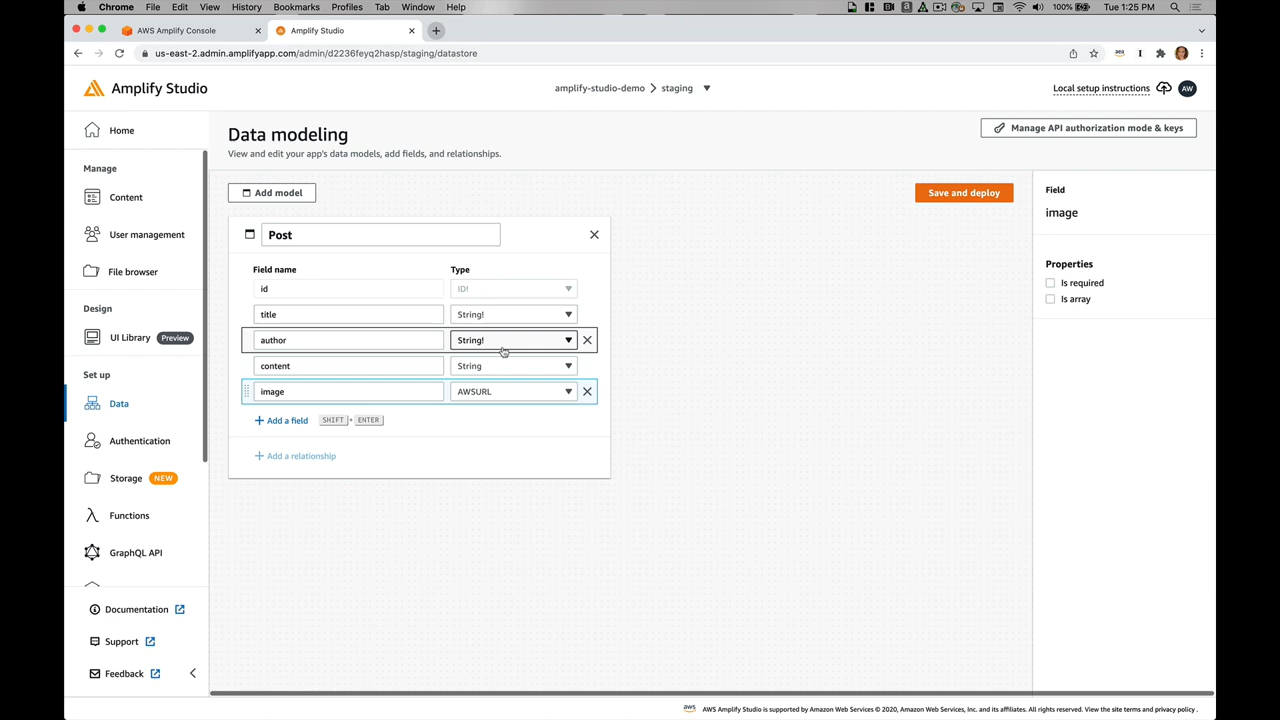 Chrome File Edit View History Bookmarks Profiles Tab Window Help 100% Tue 1:25 PM
AWS Amplify Console Amplify Studio
us-east-2.admin.amplifyapp.com/admin/d2236feyq2hasp/staging/datastore
Amplify Studio amplify-studio-demo staging Local setup instructions AW
Home
Manage
Content
User management
File browser
Design
UI Library Preview
Set up
Data
Authentication
Storage NEW
Functions
GraphQL API
Documentation
Support
Feedback
Data modeling
View and edit your app's data models, add fields, and relationships.
Manage API authorization mode & keys
Add model
Save and deploy
Post
Field name Type
id ID!
title String!
author String!
content String
image AWSURL
+ Add a field SHIFT + ENTER
+ Add a relationship
Field
image
Properties
Is required
Is array
aws AWS Amplify Studio is supported by Amazon Web Services © 2020, Amazon Web Services, Inc. and its affiliates. All rights reserved. View the site terms and privacy policy .